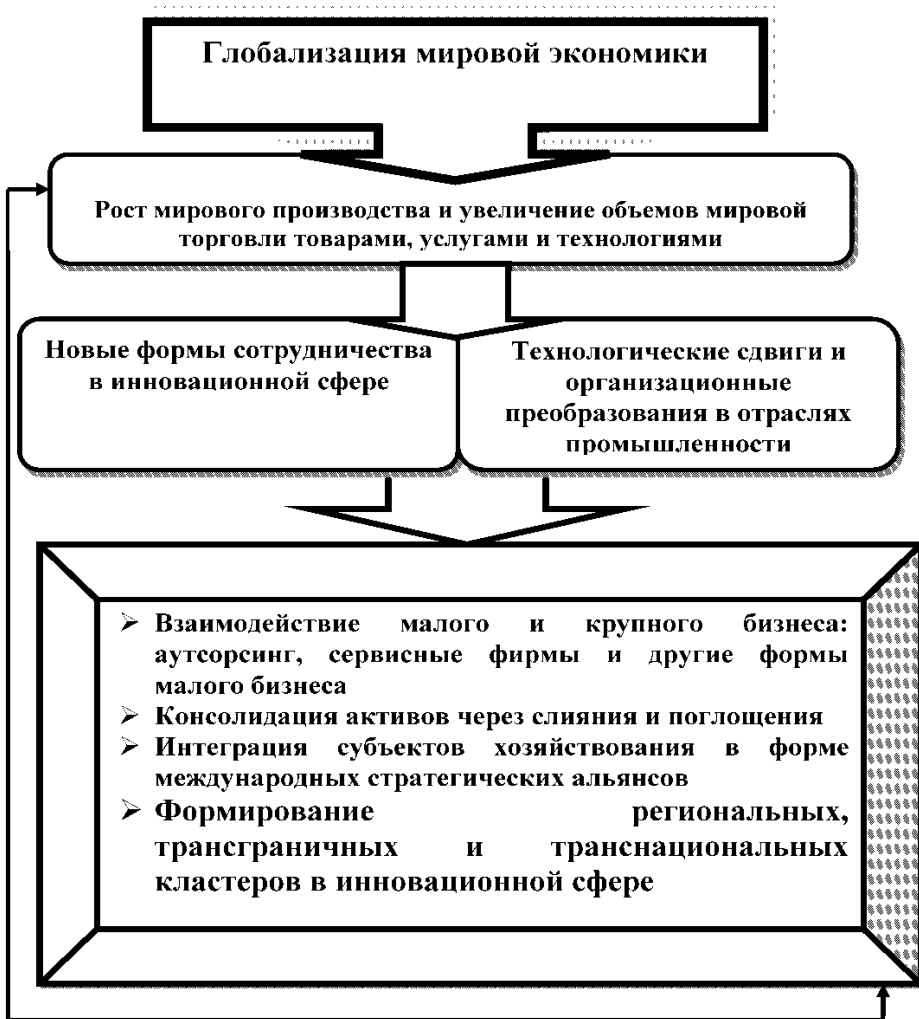 Глобализация мировой экономики
Рост мирового производства и увеличение объемов мировой
торговли товарами, услугами и технологиями
Новые формы сотрудничества
в инновационной сфере
Технологические сдвиги и
организационные
преобразования в отраслях
промышленности
➢ Взаимодействие малого и крупного бизнеса:
аутсорсинг, сервисные фирмы и другие формы
малого бизнеса
➢ Консолидация активов через слияния и поглощения
➢ Интеграция субъектов хозяйствования в форме
международных стратегических альянсов
➢ Формирование региональных,
трансграничных и транснациональных
кластеров в инновационной сфере